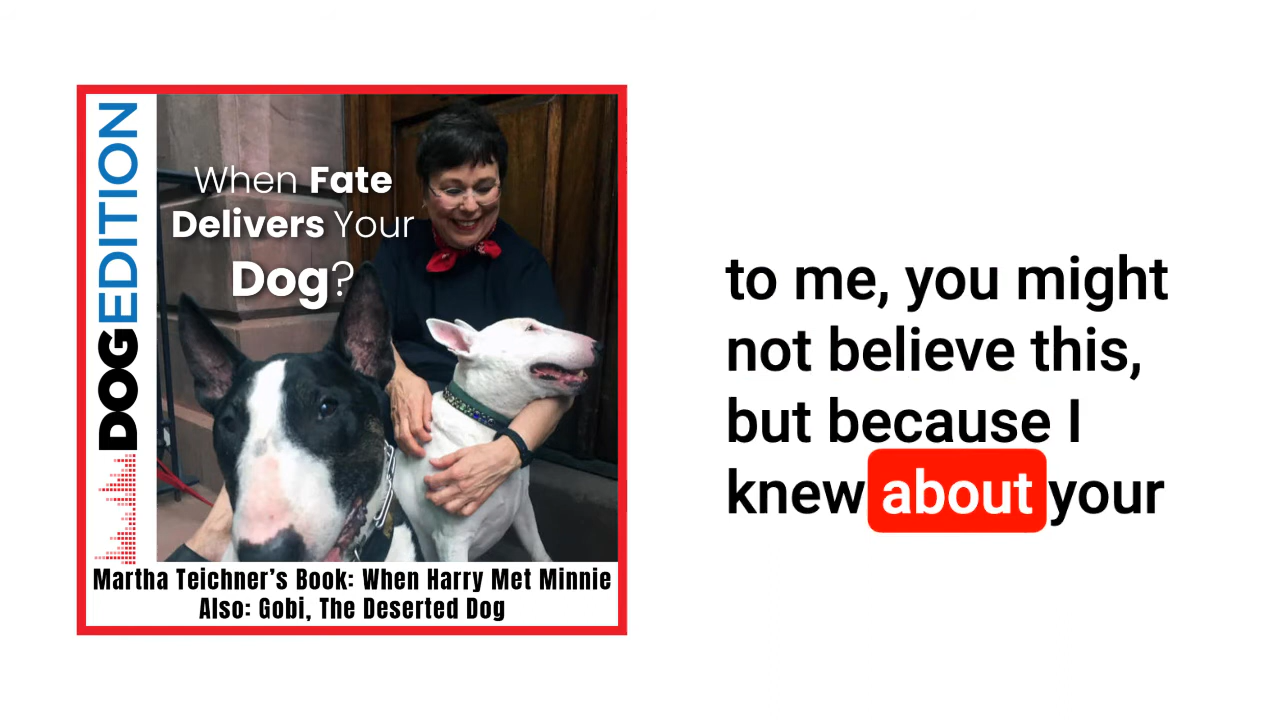 DOGEDITION
When Fate
Delivers Your
Dog?
Martha Teichner’s Book: When Harry Met Minnie
Also: Gobi, The Deserted Dog
to me, you might
not believe this,
but because I
knew about your